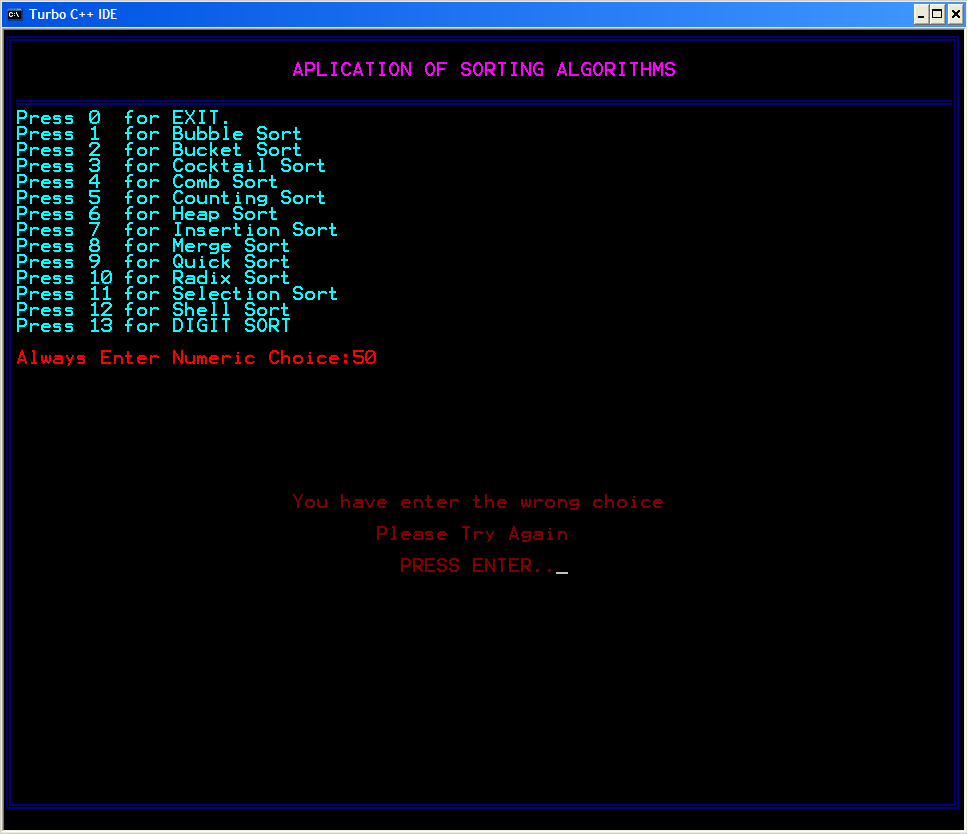 Turbo C++ IDE
APLICATION OF SORTING ALGORITHMS
Press 0  for EXIT.
Press 1  for Bubble Sort
Press 2  for Bucket Sort
Press 3  for Cocktail Sort
Press 4  for Comb Sort
Press 5  for Counting Sort
Press 6  for Heap Sort
Press 7  for Insertion Sort
Press 8  for Merge Sort
Press 9  for Quick Sort
Press 10 for Radix Sort
Press 11 for Selection Sort
Press 12 for Shell Sort
Press 13 for DIGIT SORT
Always Enter Numeric Choice:50
You have enter the wrong choice
Please Try Again
PRESS ENTER.._